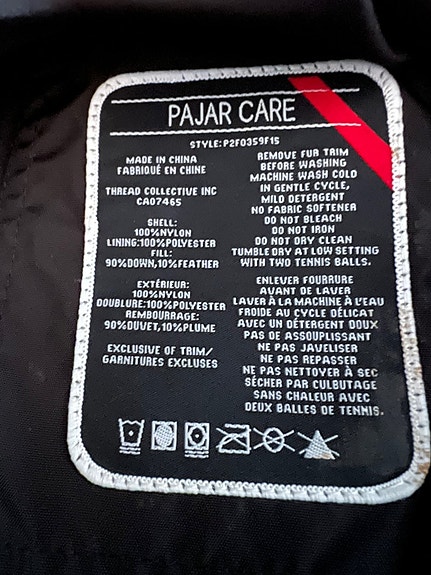 PAJAR CARE
STYLE:P2F0359F15
MADE IN CHINA
FABRIQUÉ EN CHINE
THREAD COLLECTIVE INC
CA07465
SHELL:
100%NYLON
LINING:100%POLYESTER
FILL:
90%DOWN,10%FEATHER
EXTÉRIEUR:
100%NYLON
DOUBLURE:100%POLYESTER
REMBOURRAGE:
90%DUVET,10%PLUME
EXCLUSIVE OF TRIM/
GARNITURES EXCLUSES
REMOVE FUR TRIM
BEFORE WASHING
MACHINE WASH COLD
IN GENTLE CYCLE,
MILD DETERGENT
NO FABRIC SOFTENER
DO NOT BLEACH
DO NOT IRON
DO NOT DRY CLEAN
TUMBLE DRY AT LOW SETTING
WITH TWO TENNIS BALLS.
ENLEVER FOURRURE
AVANT DE LAVER
LAVER À LA MACHINE À L'EAU
FROIDE AU CYCLE DÉLICAT
AVEC UN DÉTERGENT DOUX
PAS DE ASSOUPLISSANT
NE PAS JAVELISER
NE PAS REPASSER
NE PAS NETTOYER À SEC
SÉCHER PAR CULBUTAGE
SANS CHALEUR AVEC
DEUX BALLES DE TENNIS.